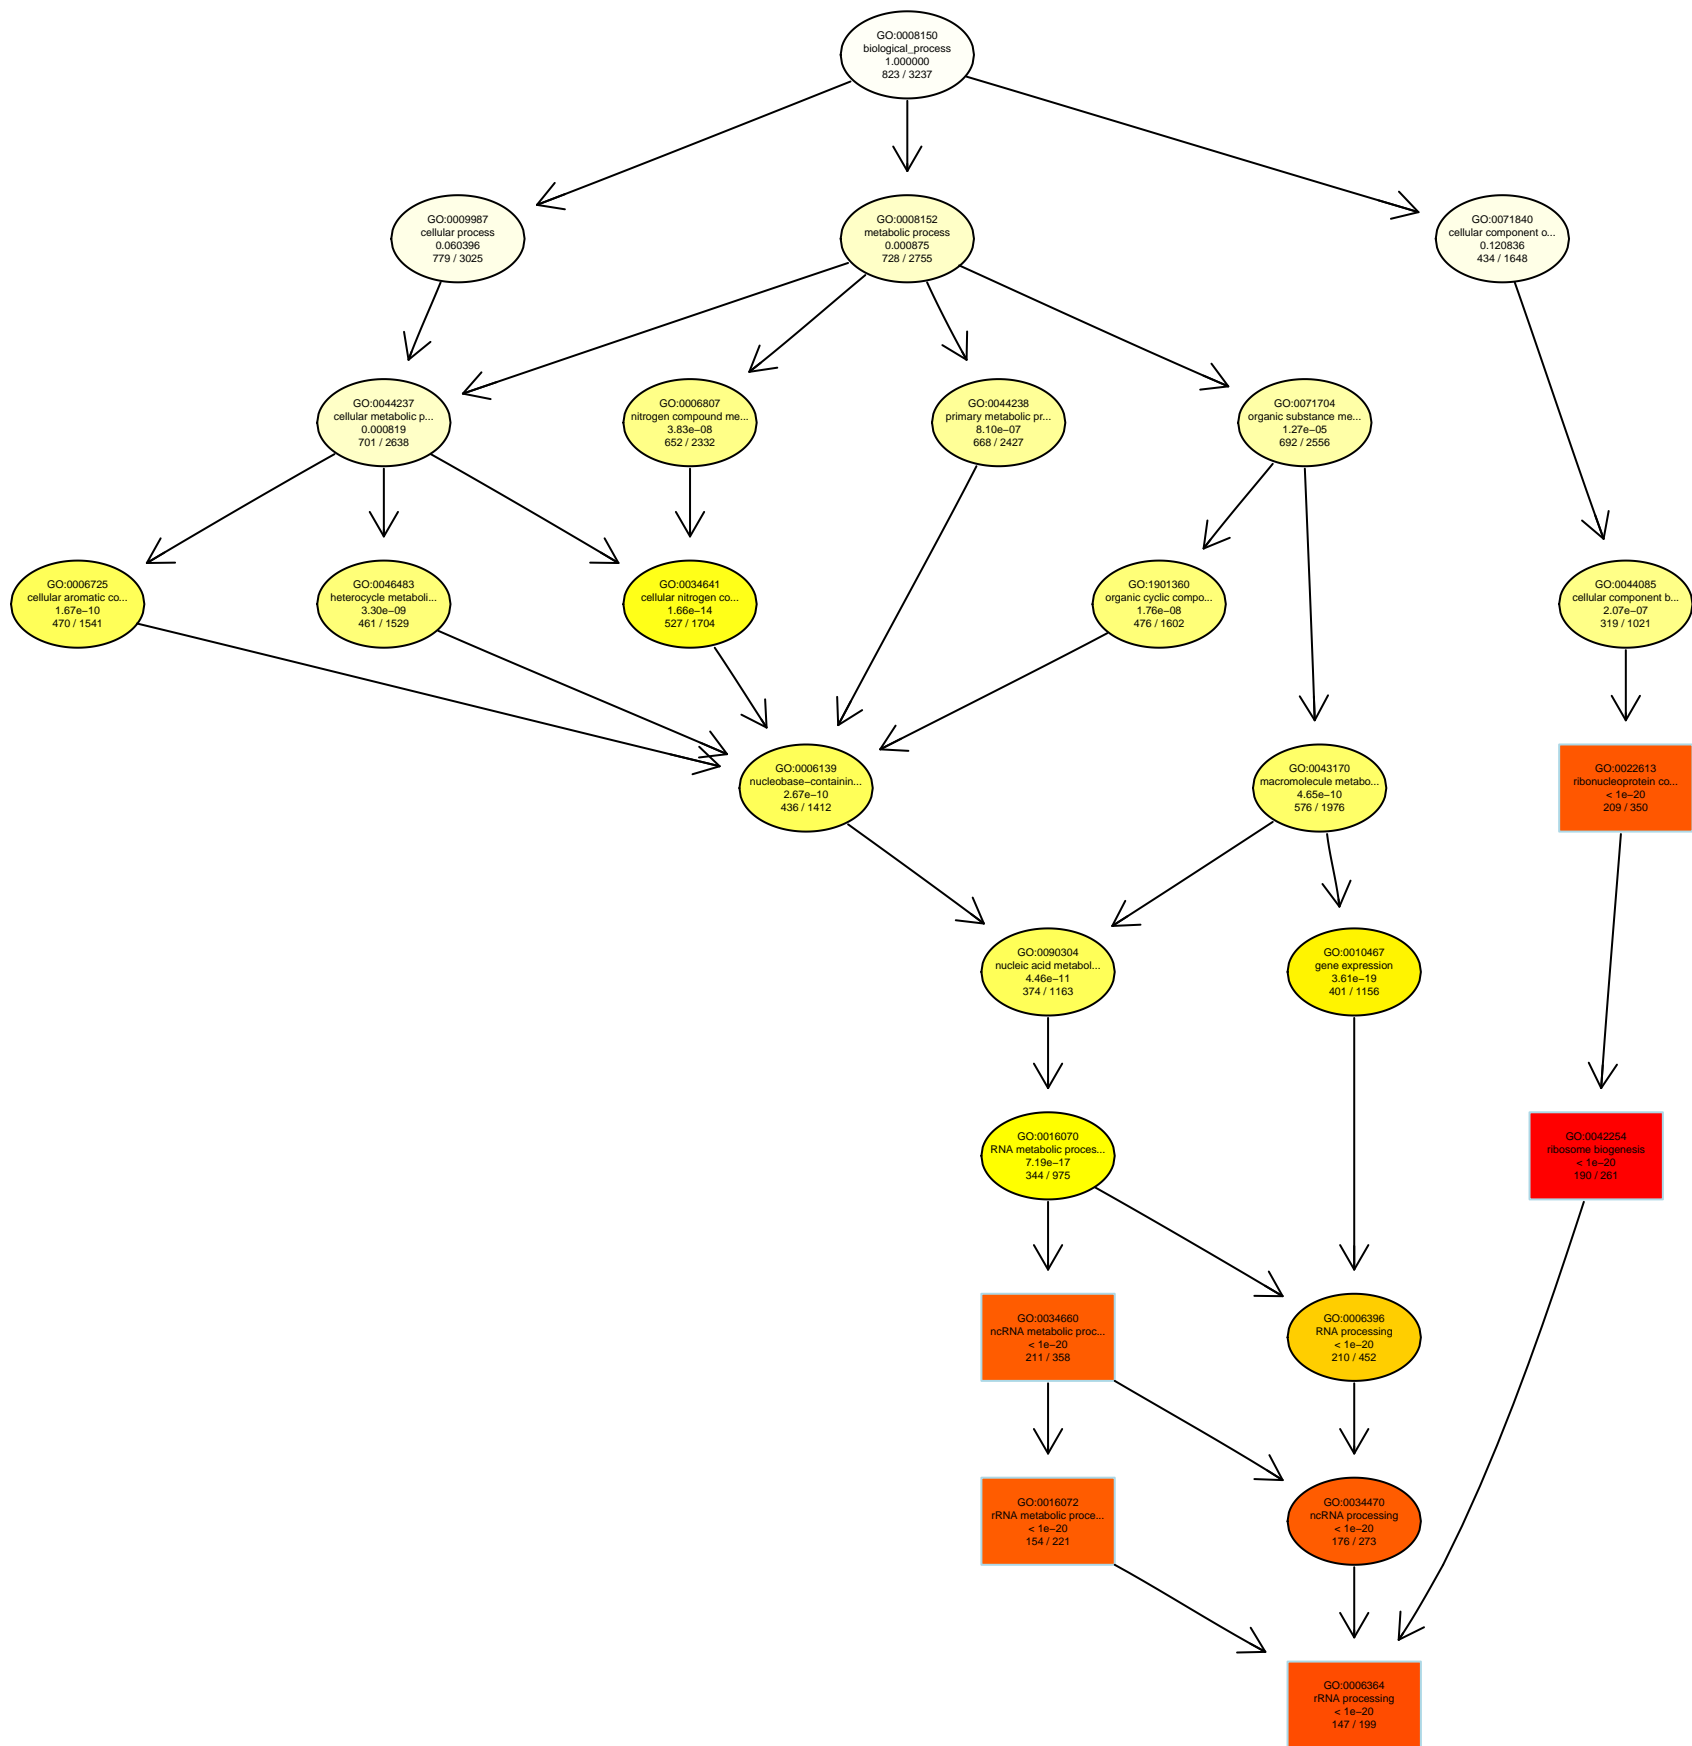 GO:0008150
biological_process
1.000000
823 / 3237
GO:0009987
cellular process
0.060396
779 / 3025
GO:0008152
metabolic process
0.000875
728 / 2755
GO:0071840
cellular component o...
0.120836
434 / 1648
GO:0044237
cellular metabolic p...
0.000819
701 / 2638
GO:0006807
nitrogen compound me...
3.83e−08
652 / 2332
GO:0044238
primary metabolic pr...
8.10e−07
668 / 2427
GO:0071704
organic substance me...
1.27e−05
692 / 2556
GO:0006725
cellular aromatic co...
1.67e−10
470 / 1541
GO:0046483
heterocycle metaboli...
3.30e−09
461 / 1529
GO:0034641
cellular nitrogen co...
1.66e−14
527 / 1704
GO:1901360
organic cyclic compo...
1.76e−08
476 / 1602
GO:0044085
cellular component b...
2.07e−07
319 / 1021
GO:0006139
nucleobase−containin...
2.67e−10
436 / 1412
GO:0043170
macromolecule metabo...
4.65e−10
576 / 1976
GO:0022613
ribonucleoprotein co...
< 1e−20
209 / 350
GO:0090304
nucleic acid metabol...
4.46e−11
374 / 1163
GO:0010467
gene expression
3.61e−19
401 / 1156
GO:0016070
RNA metabolic proces...
7.19e−17
344 / 975
GO:0042254
ribosome biogenesis
< 1e−20
190 / 261
GO:0034660
ncRNA metabolic proc...
< 1e−20
211 / 358
GO:0006396
RNA processing
< 1e−20
210 / 452
GO:0016072
rRNA metabolic proce...
< 1e−20
154 / 221
GO:0034470
ncRNA processing
< 1e−20
176 / 273
GO:0006364
rRNA processing
< 1e−20
147 / 199